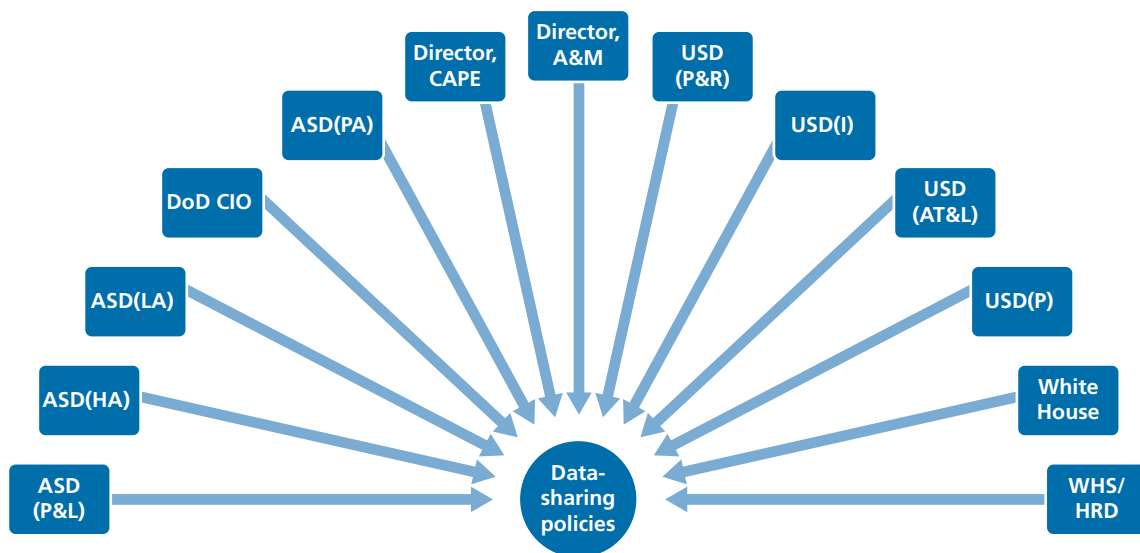 Director,
A&M
Director,
CAPE
USD
(P&R)
ASD(PA)
USD(I)
DoD CIO
USD
(AT&L)
ASD(LA)
USD(P)
ASD(HA)
White
House
ASD
(P&L)
Data-
sharing
policies
WHS/
HRD